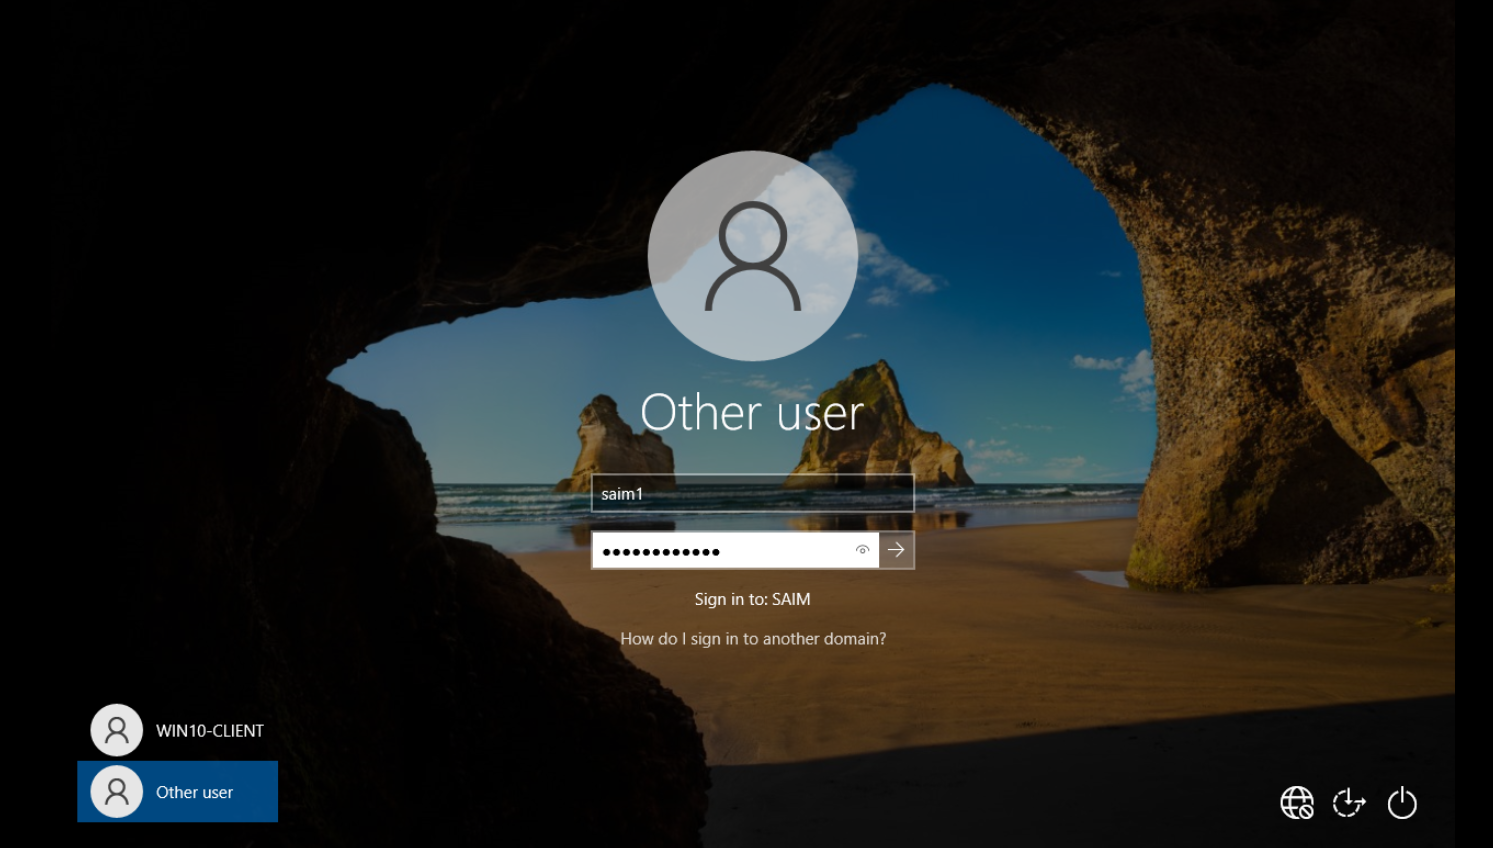 Other user
saim1
Sign in to: SAIM
How do I sign in to another domain?
WIN10-CLIENT
Other user